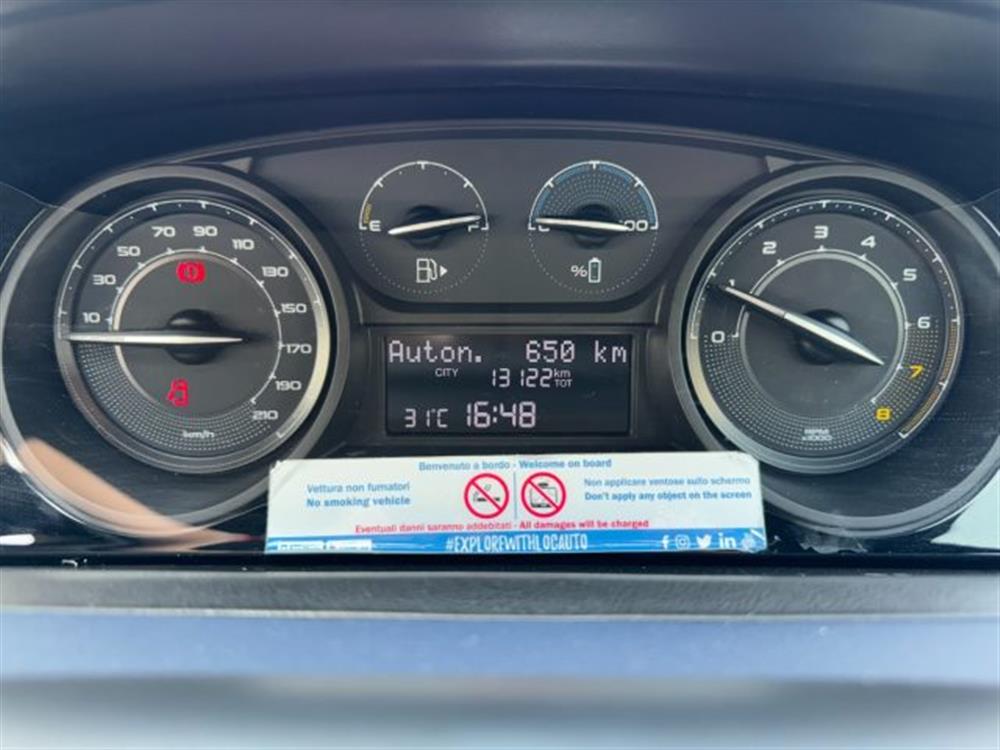 70 90 110
50 130
30 150
10 170
190
210
km/h
E F
%
1 2 3 4 5 6 7 8
0
RPM
x1000
Auton. 650 km
CITY 13122 km TOT
31°C 16:48
Benvenuto a bordo - Welcome on board
Vettura non fumatori
No smoking vehicle
Non applicare ventose sullo schermo
Don't apply any object on the screen
Eventuali danni saranno addebitati - All damages will be charged
#EXPLOREWITHLOCAUTO